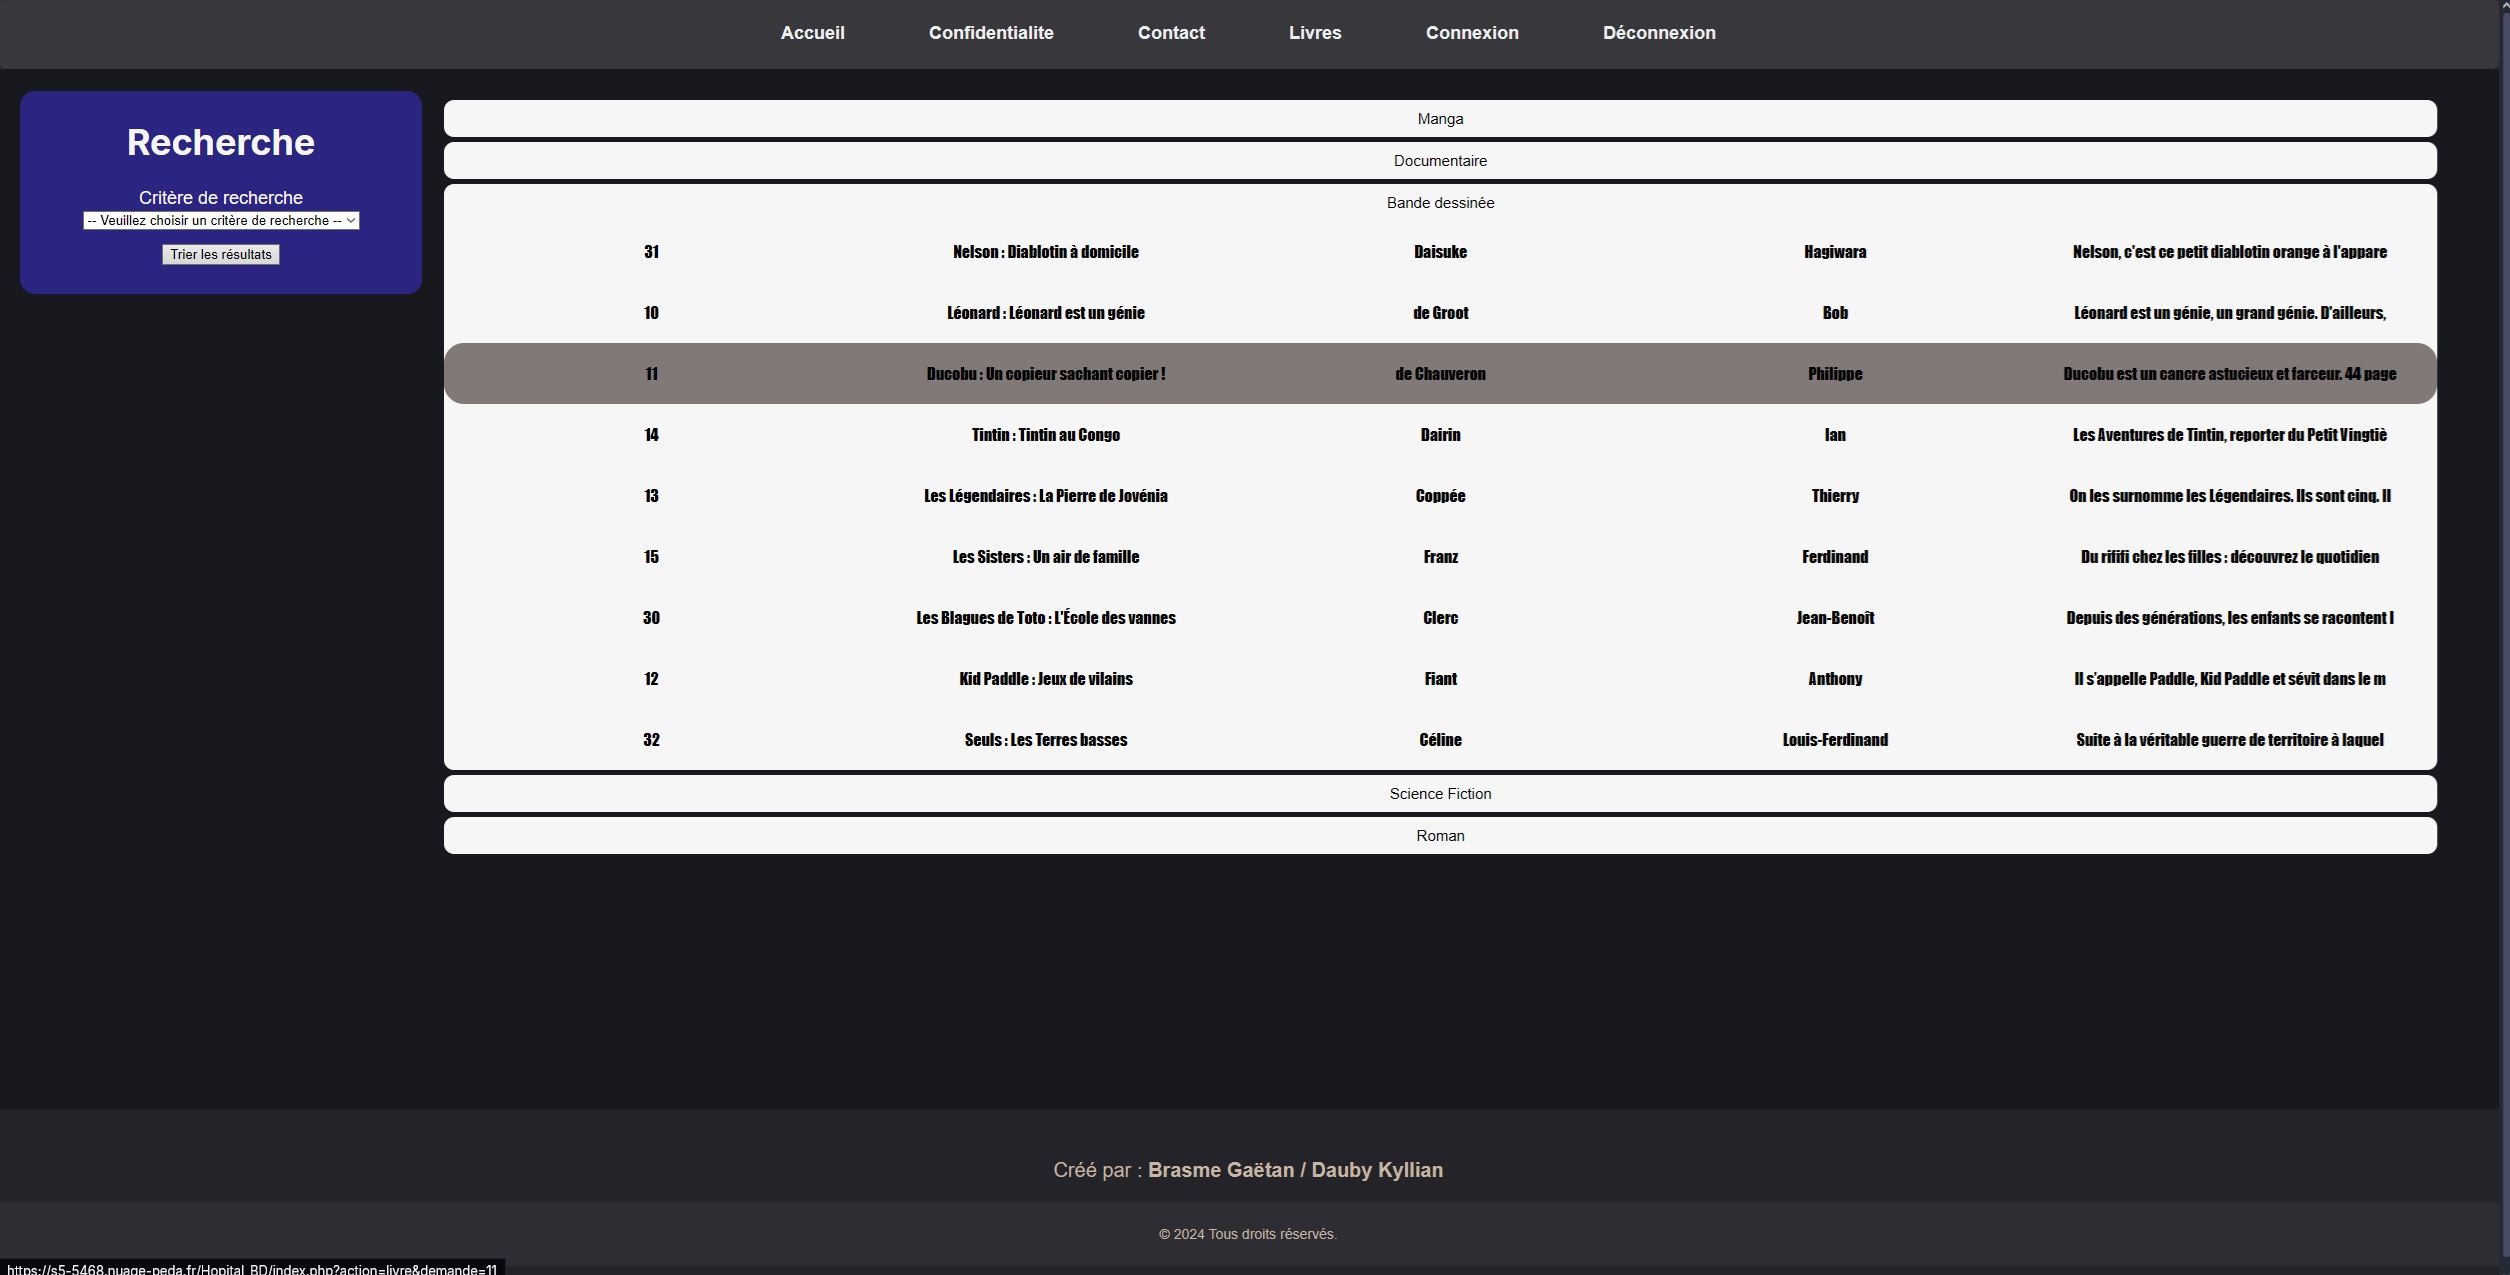 Accueil Confidentialite Contact Livres Connexion Déconnexion
Recherche
Critère de recherche
-- Veuillez choisir un critère de recherche --
Trier les résultats
Manga
Documentaire
Bande dessinée
31 Nelson : Diablotin à domicile Daisuke Hagiwara Nelson, c'est ce petit diablotin orange à l'appare
10 Léonard : Léonard est un génie de Groot Bob Léonard est un génie, un grand génie. D'ailleurs,
11 Ducobu : Un copieur sachant copier ! de Chauveron Philippe Ducobu est un cancre astucieux et farceur. 44 page
14 Tintin : Tintin au Congo Dairin Ian Les Aventures de Tintin, reporter du Petit Vingtiè
13 Les Légendaires : La Pierre de Jovénia Coppée Thierry On les surnomme les Légendaires. Ils sont cinq. Il
15 Les Sisters : Un air de famille Franz Ferdinand Du rififi chez les filles : découvrez le quotidien
30 Les Blagues de Toto : L'École des vannes Clerc Jean-Benoît Depuis des générations, les enfants se racontent l
12 Kid Paddle : Jeux de vilains Fiant Anthony Il s'appelle Paddle, Kid Paddle et sévit dans le m
32 Seuls : Les Terres basses Céline Louis-Ferdinand Suite à la véritable guerre de territoire à laquel
Science Fiction
Roman
Créé par : Brasme Gaëtan / Dauby Kyllian
© 2024 Tous droits réservés.
https://s5-5468.nuage-peda.fr/Hopital_BD/index.php?action=livre&demande=11